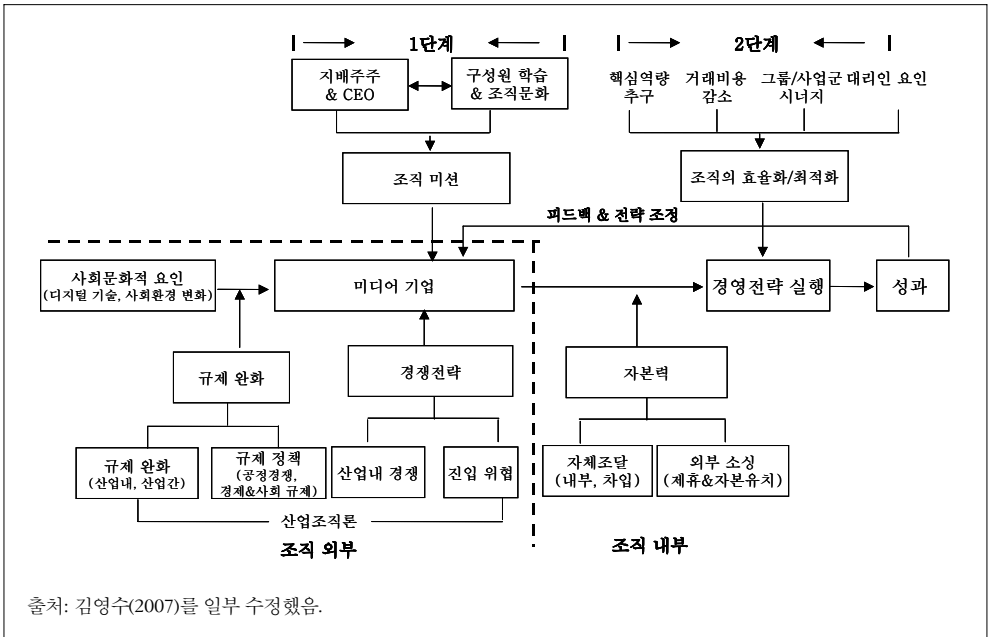 1단계
2단계
지배주주
& CEO
구성원 학습
& 조직문화
핵심역량
추구
거래비용
감소
그룹/사업군
시너지
대리인 요인
조직 미션
조직의 효율화/최적화
피드백 & 전략 조정
사회문화적 요인
(디지털 기술, 사회환경 변화)
미디어 기업
경영전략 실행
성과
규제 완화
경쟁전략
자본력
규제 완화
(산업내, 산업간)
규제 정책
(공정경쟁,
경제&사회 규제)
산업내 경쟁
진입 위협
자체조달
(내부, 차입)
외부 소싱
(제휴&자본유치)
산업조직론
조직 외부
조직 내부
출처: 김영수(2007)를 일부 수정했음.